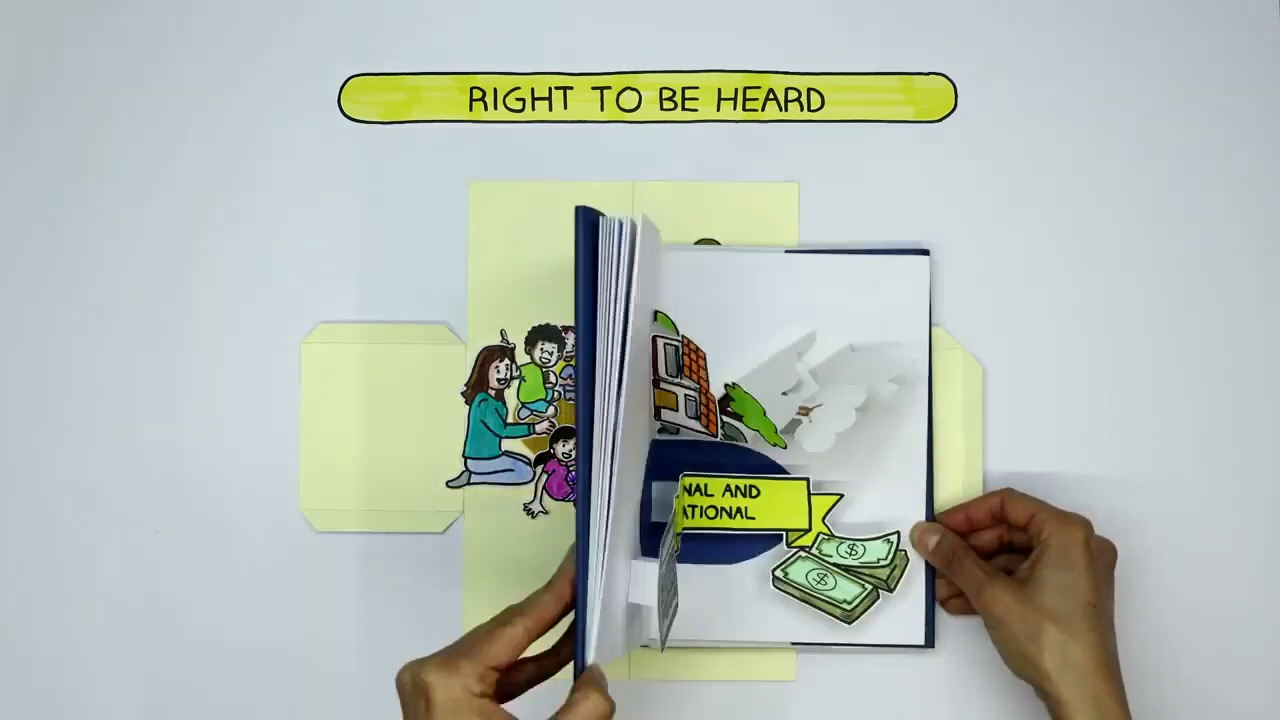 RIGHT TO BE HEARD
NAL AND
ATIONAL
$
$